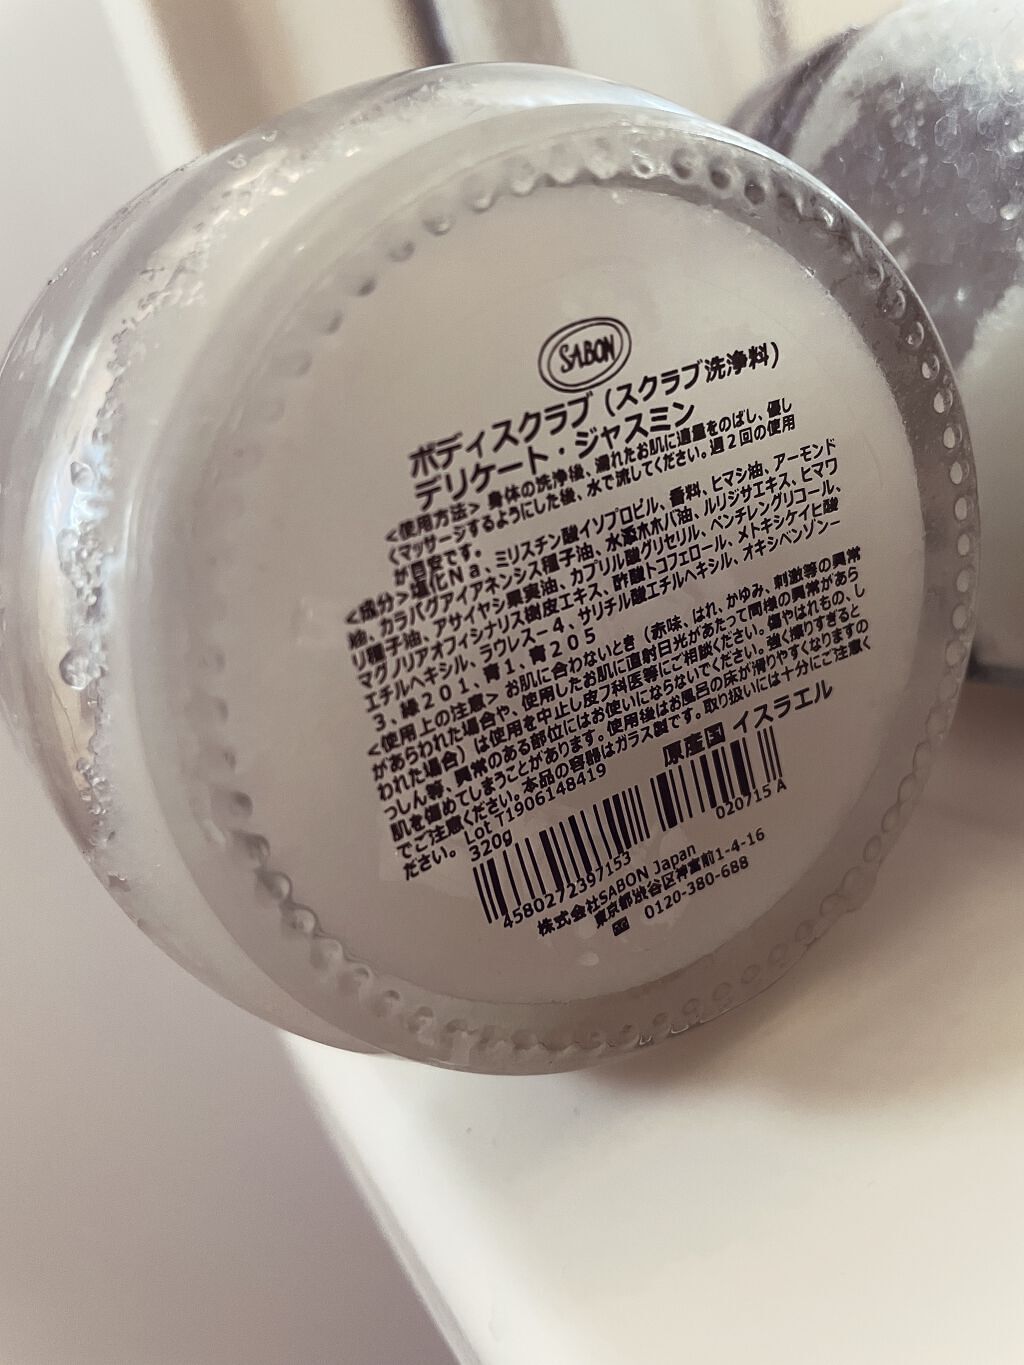 SABON
ボディスクラブ（スクラブ洗浄料）
デリケート・ジャスミン
＜使用方法＞ 身体の洗浄後、濡れたお肌に適量をのばし、優し
くマッサージするようにした後、水で流してください。週2回の使用
が目安です。
＜成分＞ 塩化Na、ミリスチン酸イソプロピル、香料、ヒマシ油、アーモンド
油、カラパグアイアネンシス種子油、水添ホホバ油、ルリジサエキス、ヒマワ
リ種子油、アサイヤシ果実油、カプリル酸グリセリル、ペンチレングリコール、
マグノリアオフィシナリス樹皮エキス、酢酸トコフェロール、メトキシケイヒ酸
エチルヘキシル、ラウレス－4、サリチル酸エチルヘキシル、オキシベンゾン－
3、緑201、青1、青205
＜使用上の注意＞ お肌に合わないとき（赤味、はれ、かゆみ、刺激等の異常
があらわれた場合や、使用したお肌に直射日光があたって同様の異常があら
われた場合）は使用を中止し皮フ科医等にご相談ください。傷やはれもの、し
っしん等、異常のある部位にはお使いにならないでください。強く擦りすぎると
肌を傷めてしまうことがあります。使用後はお風呂の床が滑りやすくなりますの
でご注意ください。本品の容器はガラス製です。取り扱いには十分にご注意く
ださい。 Lot T1906148419
320g 原産国 イスラエル
4580272397153 020715 A
株式会社SABON Japan
東京都渋谷区神宮前1-4-16
0120-380-688